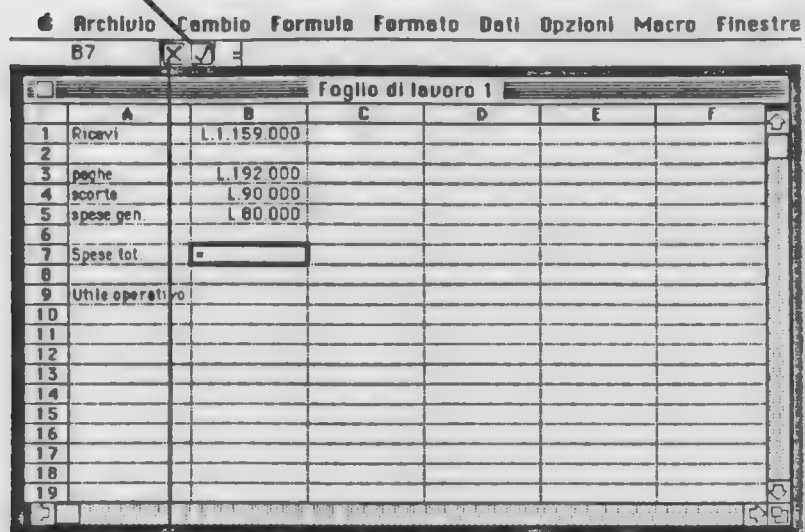 Archivio Cambio Formula Formato Dati Opzioni Macro Finestre
B7 =
Foglio di lavoro 1
A B C D E F
1 Ricavi L.1.159.000
2
3 paghe L.192.000
4 scorte L.90.000
5 spese gen. L.80.000
6
7 Spese tot. =
8
9 Utile operativo
10
11
12
13
14
15
16
17
18
19